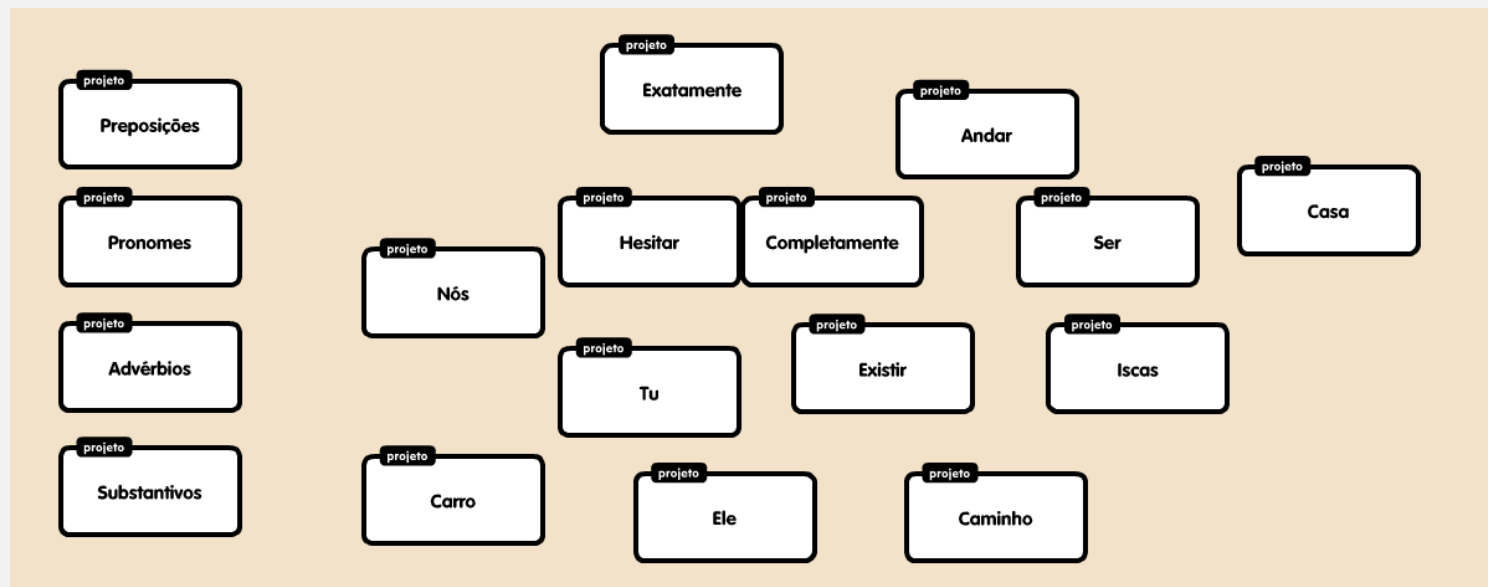 projeto
Exatamente
projeto
Preposições
projeto
Andar
projeto
Casa
projeto
Pronomes
projeto
Hesitar
projeto
Completamente
projeto
Ser
projeto
Nós
projeto
Advérbios
projeto
Tu
projeto
Existir
projeto
Iscas
projeto
Substantivos
projeto
Carro
projeto
Ele
projeto
Caminho